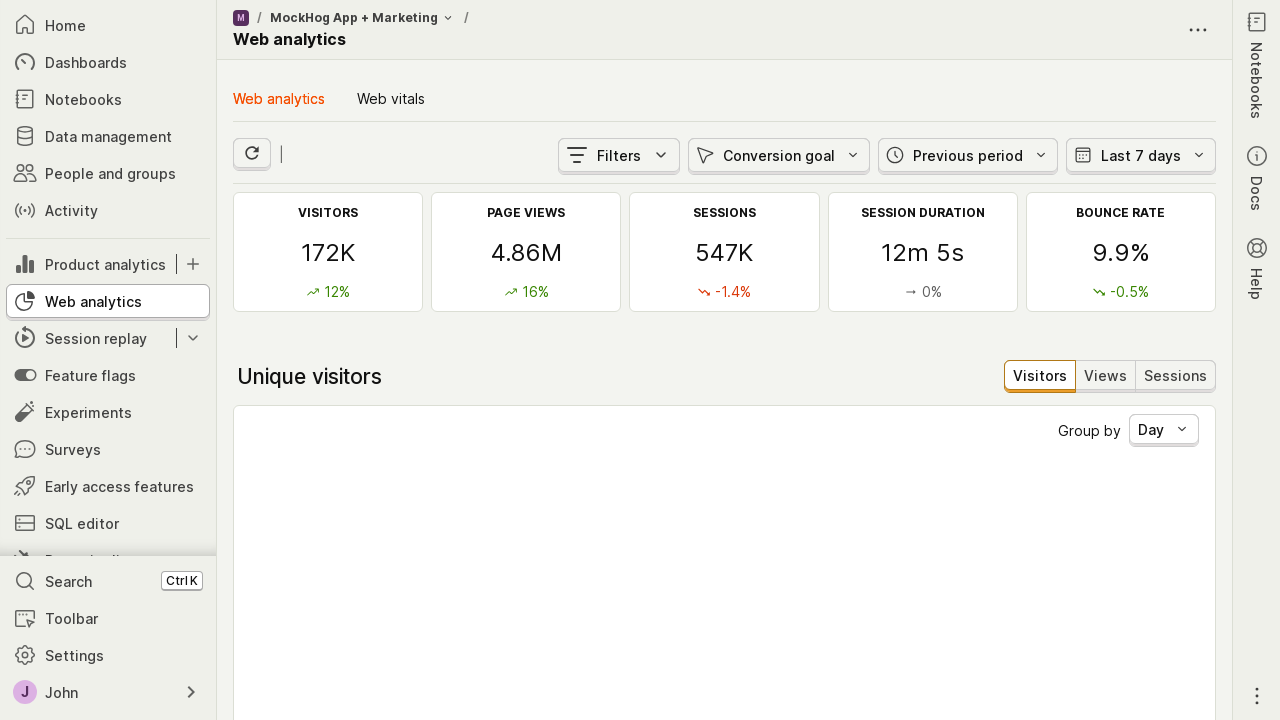 Home
Dashboards
Notebooks
Data management
People and groups
Activity
Product analytics
Web analytics
Session replay
Feature flags
Experiments
Surveys
Early access features
SQL editor
Search
Ctrl K
Toolbar
Settings
J
John
M / MockHog App + Marketing /
Web analytics
Web analytics
Web vitals
Filters
Conversion goal
Previous period
Last 7 days
VISITORS
172K
12%
PAGE VIEWS
4.86M
16%
SESSIONS
547K
-1.4%
SESSION DURATION
12m 5s
0%
BOUNCE RATE
9.9%
-0.5%
Unique visitors
Visitors
Views
Sessions
Group by
Day
Notebooks
Docs
Help